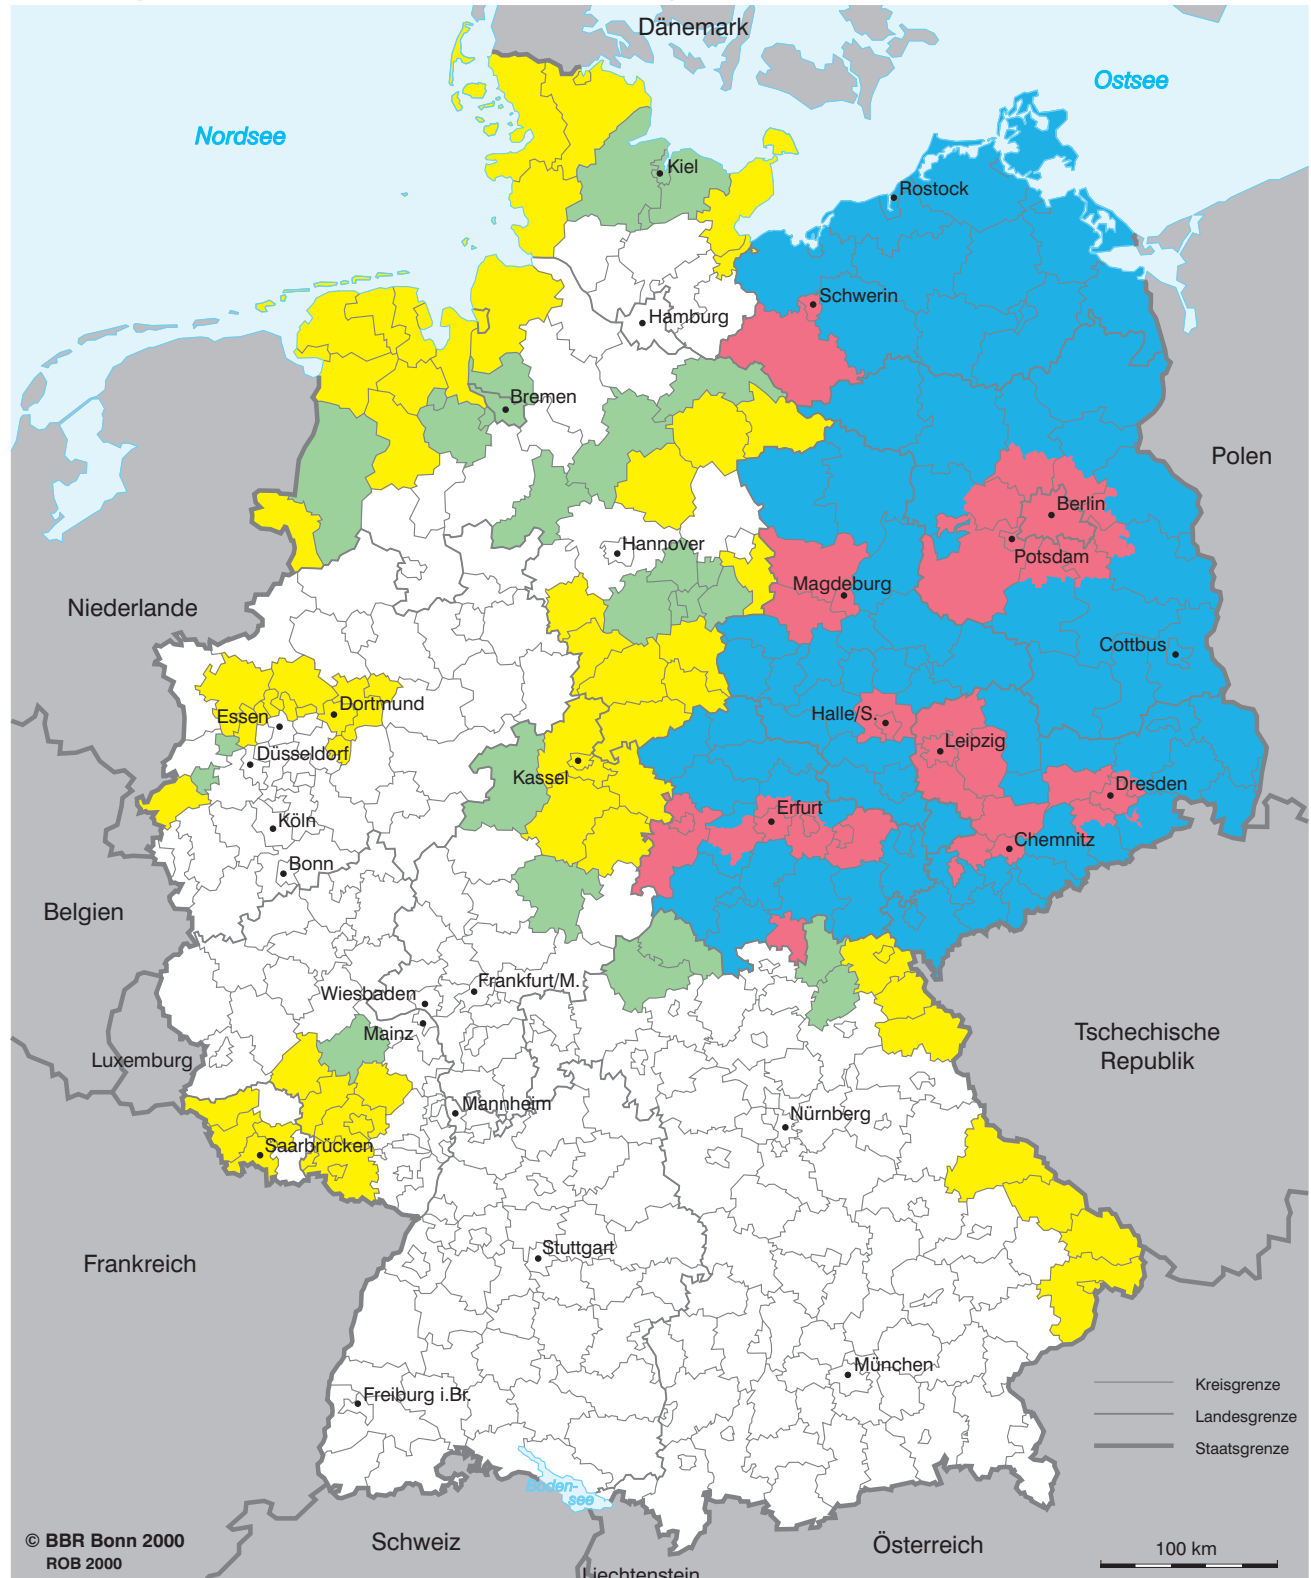 Dänemark
Ostsee
Nordsee
Kiel
Rostock
Schwerin
Hamburg
Bremen
Polen
Berlin
Hannover
Potsdam
Magdeburg
Niederlande
Cottbus
Dortmund
Essen
Halle/S.
Düsseldorf
Leipzig
Kassel
Dresden
Erfurt
Köln
Chemnitz
Bonn
Belgien
Frankfurt/M.
Wiesbaden
Mainz
Tschechische
Republik
Luxemburg
Mannheim
Nürnberg
Saarbrücken
Stuttgart
Frankreich
München
Freiburg i.Br.
Kreisgrenze
Landesgrenze
Staatsgrenze
Boden-
see
© BBR Bonn 2000
ROB 2000
Schweiz
Österreich
100 km
Liechtenstein